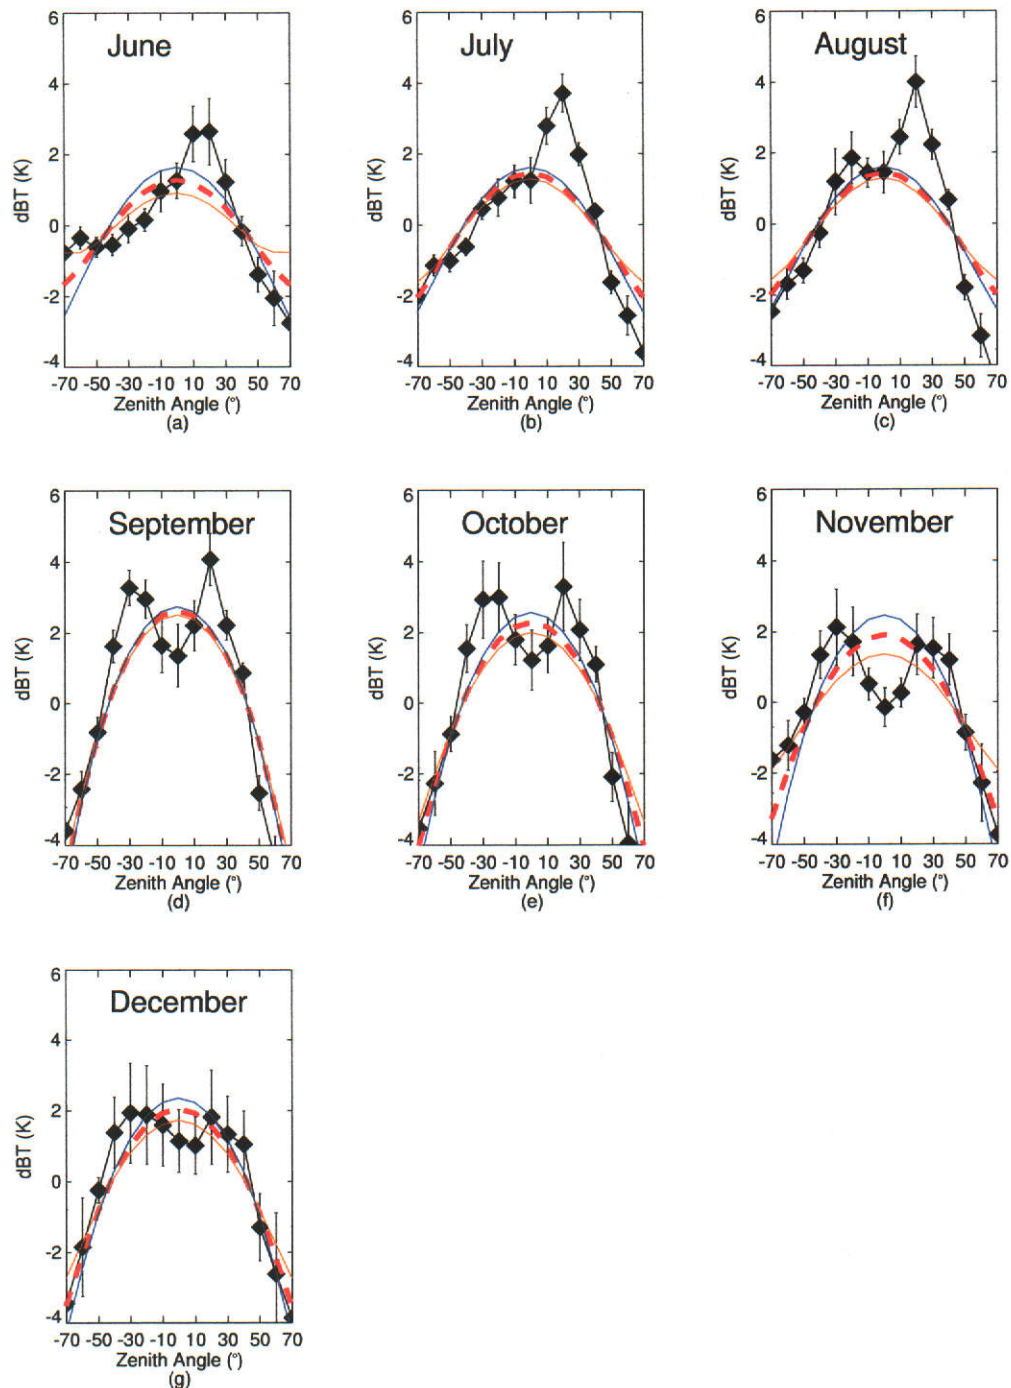 June
6
4
2
0
-2
-4
dBT (K)
-70 -50 -30 -10 10 30 50 70
Zenith Angle (°)
(a)
July
6
4
2
0
-2
-4
dBT (K)
-70 -50 -30 -10 10 30 50 70
Zenith Angle (°)
(b)
August
6
4
2
0
-2
-4
dBT (K)
-70 -50 -30 -10 10 30 50 70
Zenith Angle (°)
(c)
September
6
4
2
0
-2
-4
dBT (K)
-70 -50 -30 -10 10 30 50 70
Zenith Angle (°)
(d)
October
6
4
2
0
-2
-4
dBT (K)
-70 -50 -30 -10 10 30 50 70
Zenith Angle (°)
(e)
November
6
4
2
0
-2
-4
dBT (K)
-70 -50 -30 -10 10 30 50 70
Zenith Angle (°)
(f)
December
6
4
2
0
-2
-4
dBT (K)
-70 -50 -30 -10 10 30 50 70
Zenith Angle (°)
(g)